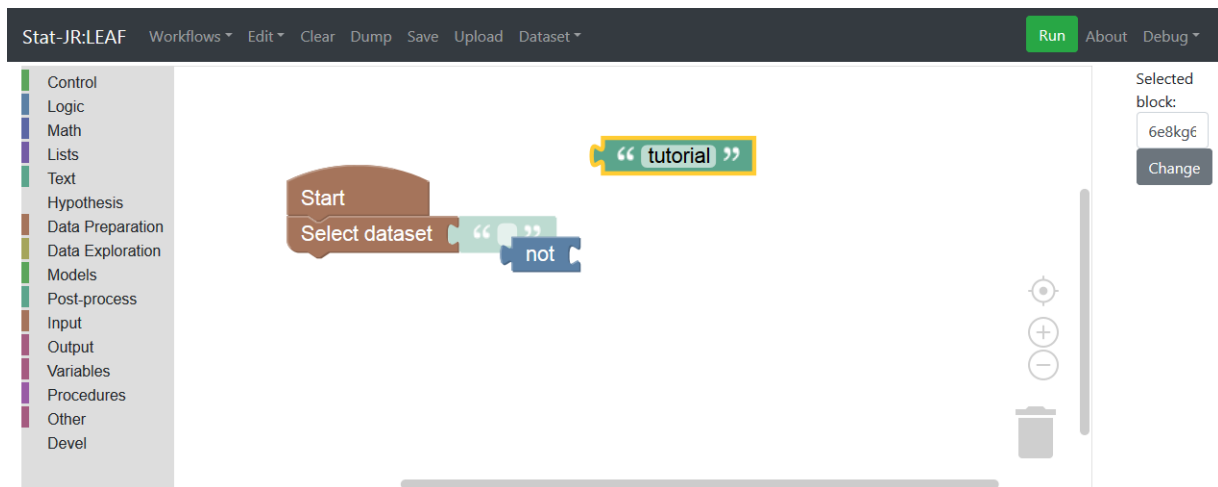 Stat-JR:LEAF Workflows Edit Clear Dump Save Upload Dataset Run About Debug
Control
Logic
Math
Lists
Text
Hypothesis
Data Preparation
Data Exploration
Models
Post-process
Input
Output
Variables
Procedures
Other
Devel
“ tutorial ”
Start
Select dataset “ ”
not
Selected
block:
6e8kg6
Change